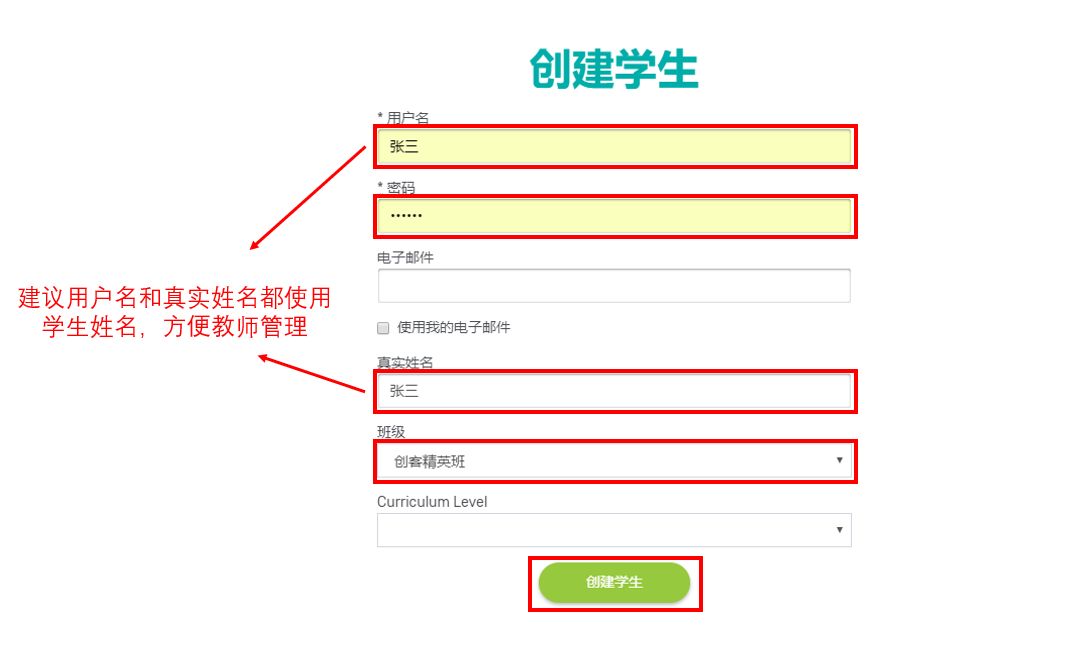 创建学生
* 用户名
张三
* 密码
••••••
电子邮件
建议用户名和真实姓名都使用
学生姓名，方便教师管理
使用我的电子邮件
真实姓名
张三
班级
创客精英班
Curriculum Level
创建学生